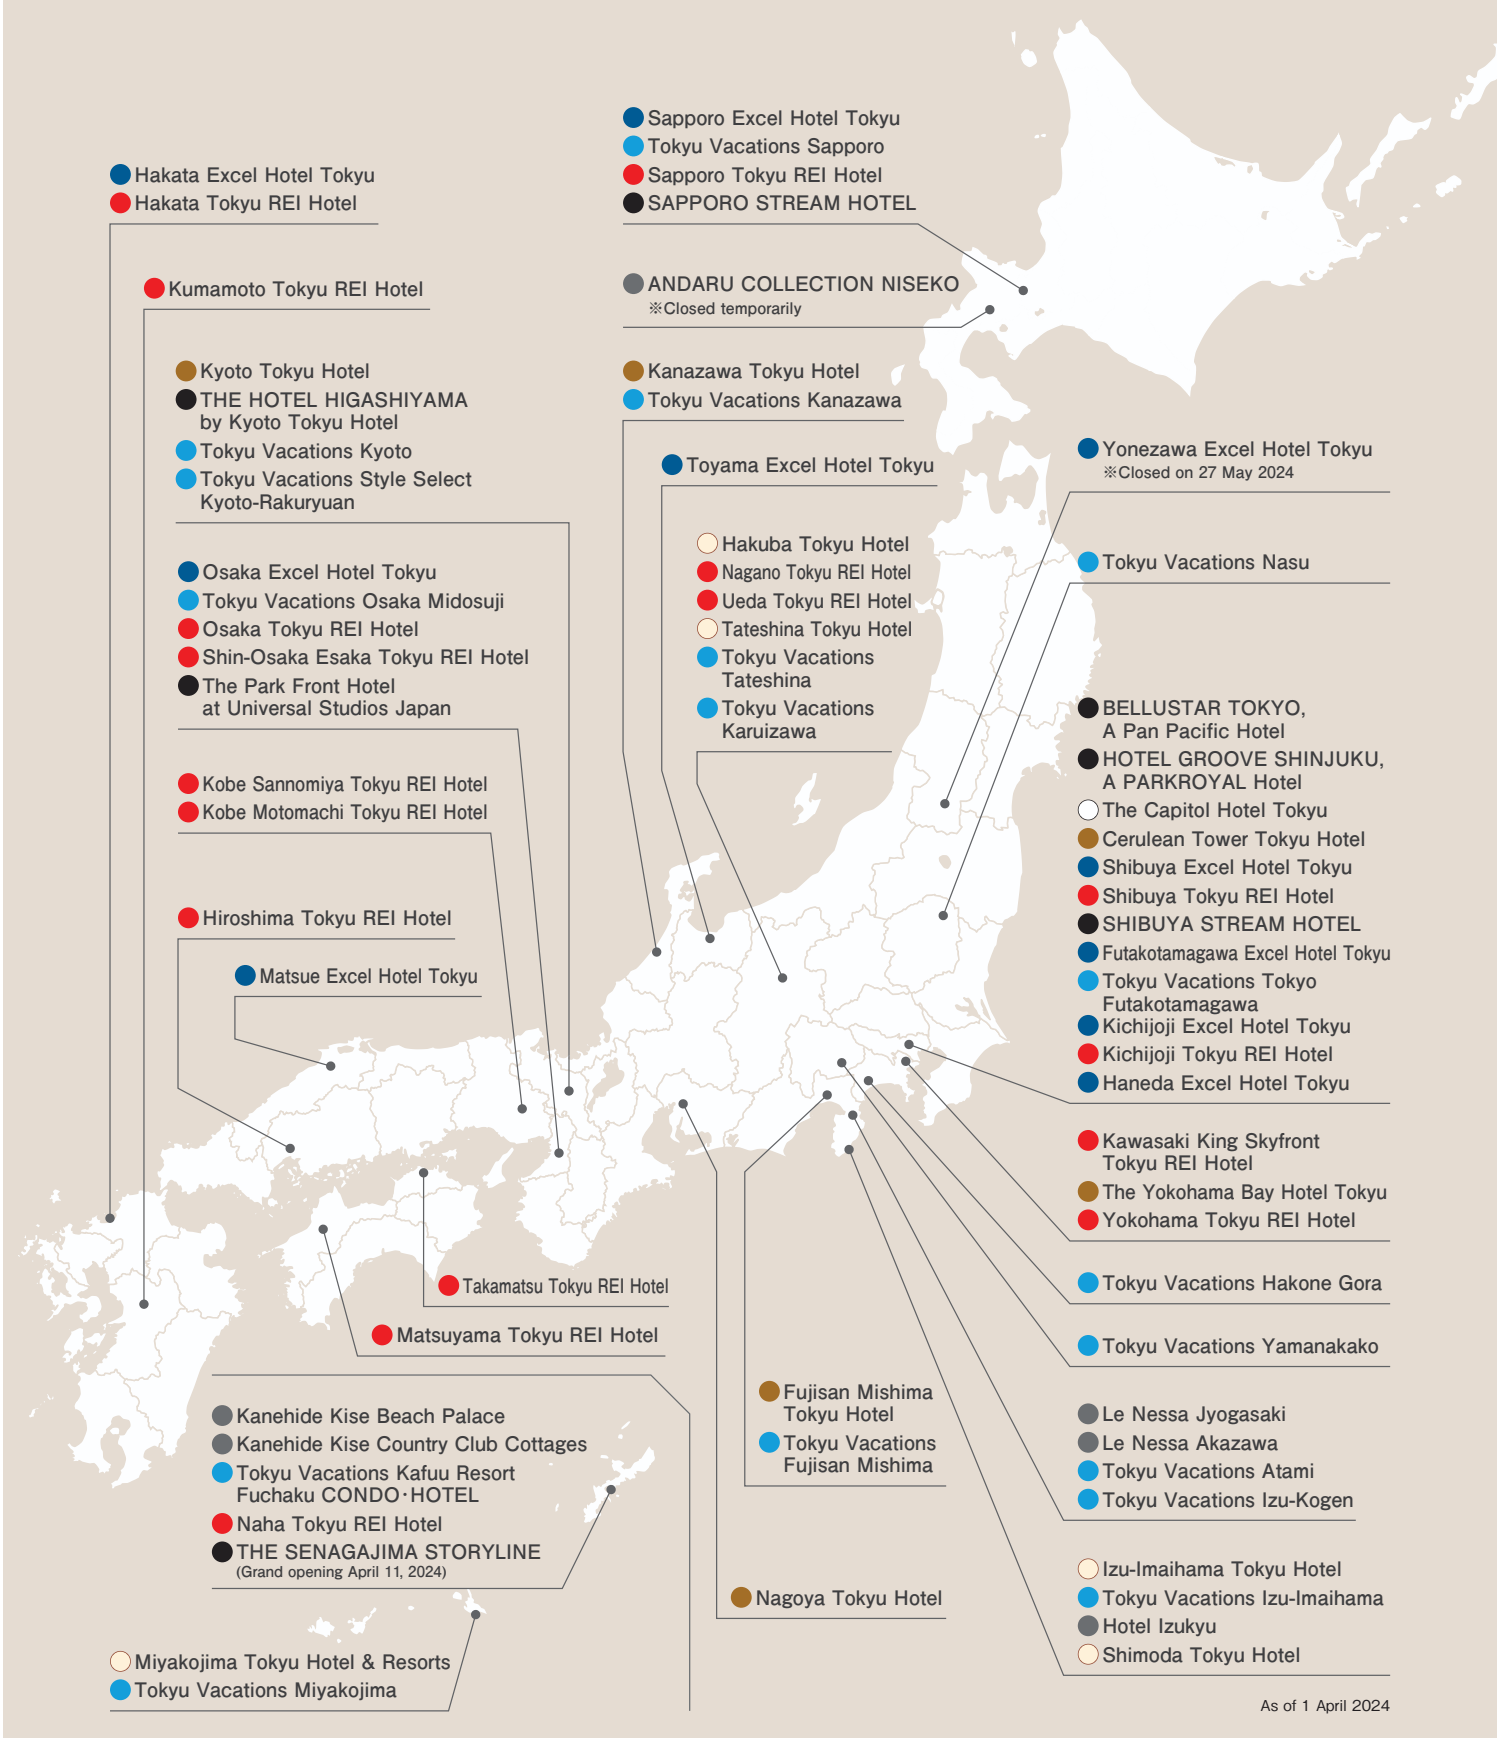 Sapporo Excel Hotel Tokyu
Tokyu Vacations Sapporo
Sapporo Tokyu REI Hotel
SAPPORO STREAM HOTEL
Hakata Excel Hotel Tokyu
Hakata Tokyu REI Hotel
ANDARU COLLECTION NISEKO
※Closed temporarily
Kumamoto Tokyu REI Hotel
Kyoto Tokyu Hotel
THE HOTEL HIGASHIYAMA
by Kyoto Tokyu Hotel
Tokyu Vacations Kyoto
Tokyu Vacations Style Select
Kyoto-Rakuryuan
Kanazawa Tokyu Hotel
Tokyu Vacations Kanazawa
Toyama Excel Hotel Tokyu
Yonezawa Excel Hotel Tokyu
※Closed on 27 May 2024
Hakuba Tokyu Hotel
Nagano Tokyu REI Hotel
Ueda Tokyu REI Hotel
Tateshina Tokyu Hotel
Tokyu Vacations
Tateshina
Tokyu Vacations
Karuizawa
Tokyu Vacations Nasu
Osaka Excel Hotel Tokyu
Tokyu Vacations Osaka Midosuji
Osaka Tokyu REI Hotel
Shin-Osaka Esaka Tokyu REI Hotel
The Park Front Hotel
at Universal Studios Japan
Kobe Sannomiya Tokyu REI Hotel
Kobe Motomachi Tokyu REI Hotel
BELLUSTAR TOKYO,
A Pan Pacific Hotel
HOTEL GROOVE SHINJUKU,
A PARKROYAL Hotel
The Capitol Hotel Tokyu
Cerulean Tower Tokyu Hotel
Shibuya Excel Hotel Tokyu
Shibuya Tokyu REI Hotel
SHIBUYA STREAM HOTEL
Futakotamagawa Excel Hotel Tokyu
Tokyu Vacations Tokyo
Futakotamagawa
Kichijoji Excel Hotel Tokyu
Kichijoji Tokyu REI Hotel
Haneda Excel Hotel Tokyu
Hiroshima Tokyu REI Hotel
Matsue Excel Hotel Tokyu
Kawasaki King Skyfront
Tokyu REI Hotel
The Yokohama Bay Hotel Tokyu
Yokohama Tokyu REI Hotel
Tokyu Vacations Hakone Gora
Tokyu Vacations Yamanakako
Takamatsu Tokyu REI Hotel
Matsuyama Tokyu REI Hotel
Kanehide Kise Beach Palace
Kanehide Kise Country Club Cottages
Tokyu Vacations Kafuu Resort
Fuchaku CONDO･HOTEL
Naha Tokyu REI Hotel
THE SENAGAJIMA STORYLINE
(Grand opening April 11, 2024)
Fujisan Mishima
Tokyu Hotel
Tokyu Vacations
Fujisan Mishima
Le Nessa Jyogasaki
Le Nessa Akazawa
Tokyu Vacations Atami
Tokyu Vacations Izu-Kogen
Nagoya Tokyu Hotel
Izu-Imaihama Tokyu Hotel
Tokyu Vacations Izu-Imaihama
Hotel Izukyu
Shimoda Tokyu Hotel
Miyakojima Tokyu Hotel & Resorts
Tokyu Vacations Miyakojima
As of 1 April 2024